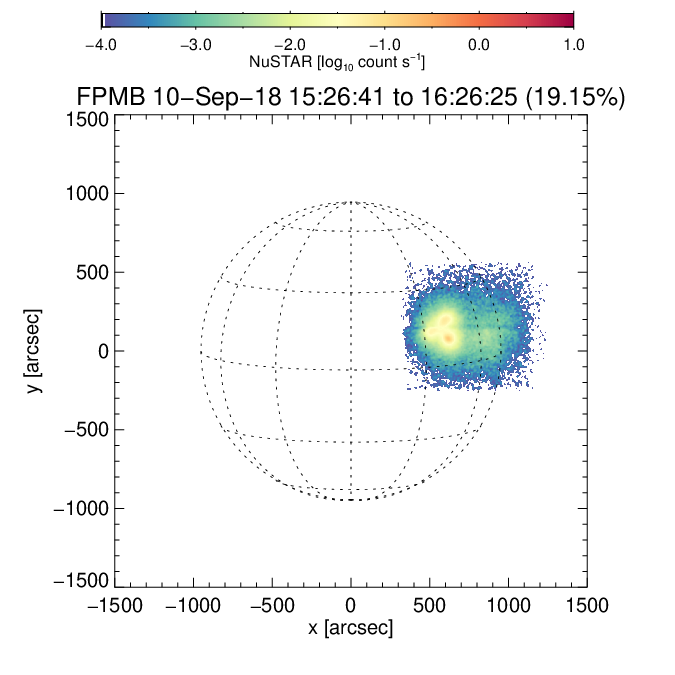 −4.0 −3.0 −2.0 −1.0 0.0 1.0
NuSTAR [log₁₀ count s⁻¹]
FPMB 10−Sep−18 15:26:41 to 16:26:25 (19.15%)
1500
1000
500
0
−500
−1000
−1500
y [arcsec]
−1500 −1000 −500 0 500 1000 1500
x [arcsec]